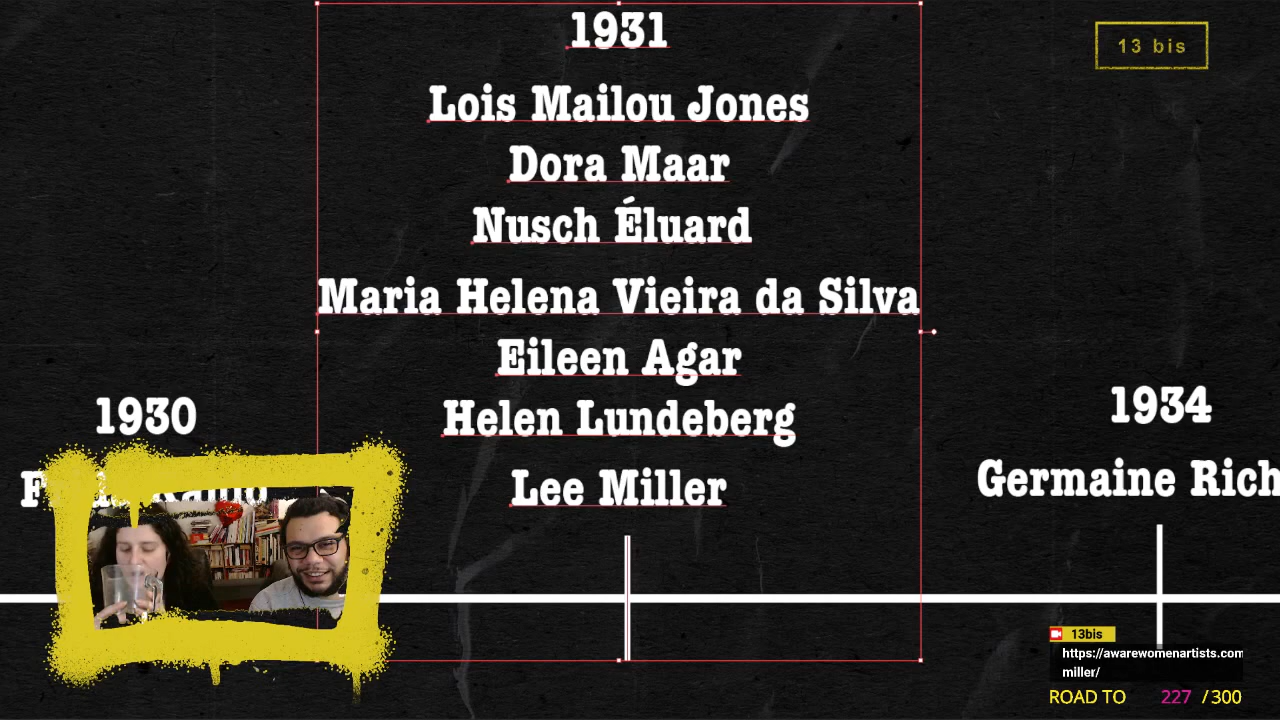 1931
13 bis
Lois Mailou Jones
Dora Maar
Nusch Éluard
Maria Helena Vieira da Silva
Eileen Agar
Helen Lundeberg
Lee Miller
1930
1934
Germaine Rich
13bis
https://awarewomenartists.com
miller/
ROAD TO 227 /300